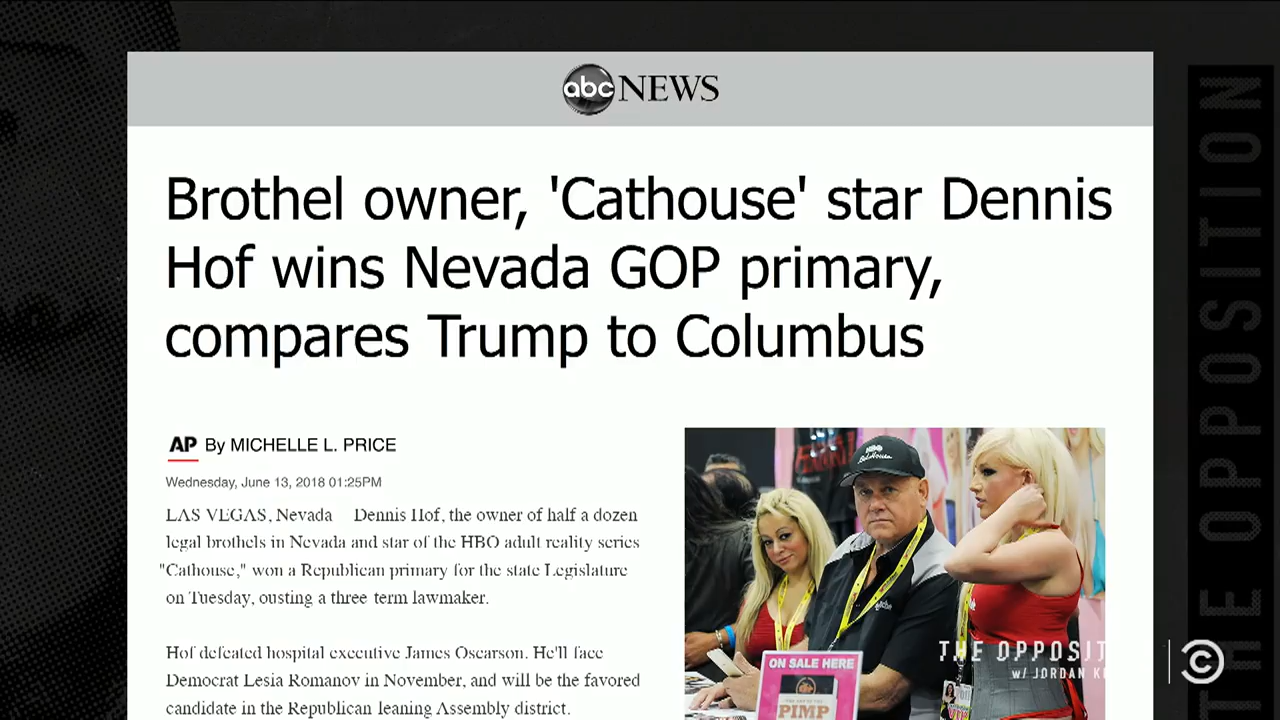 abc NEWS
Brothel owner, 'Cathouse' star Dennis
Hof wins Nevada GOP primary,
compares Trump to Columbus
AP By MICHELLE L. PRICE
Wednesday, June 13, 2018 01:25PM
LAS VEGAS, Nevada Dennis Hof, the owner of half a dozen
legal brothels in Nevada and star of the HBO adult reality series
"Cathouse," won a Republican primary for the state Legislature
on Tuesday, ousting a three term lawmaker.
Hof defeated hospital executive James Oscarson. He'll face
Democrat Lesia Romanov in November, and will be the favored
candidate in the Republican leaning Assembly district.
ON SALE HERE
PIMP
THE OPPOSIT
w/ JORDAN K
THE OPPOSITION